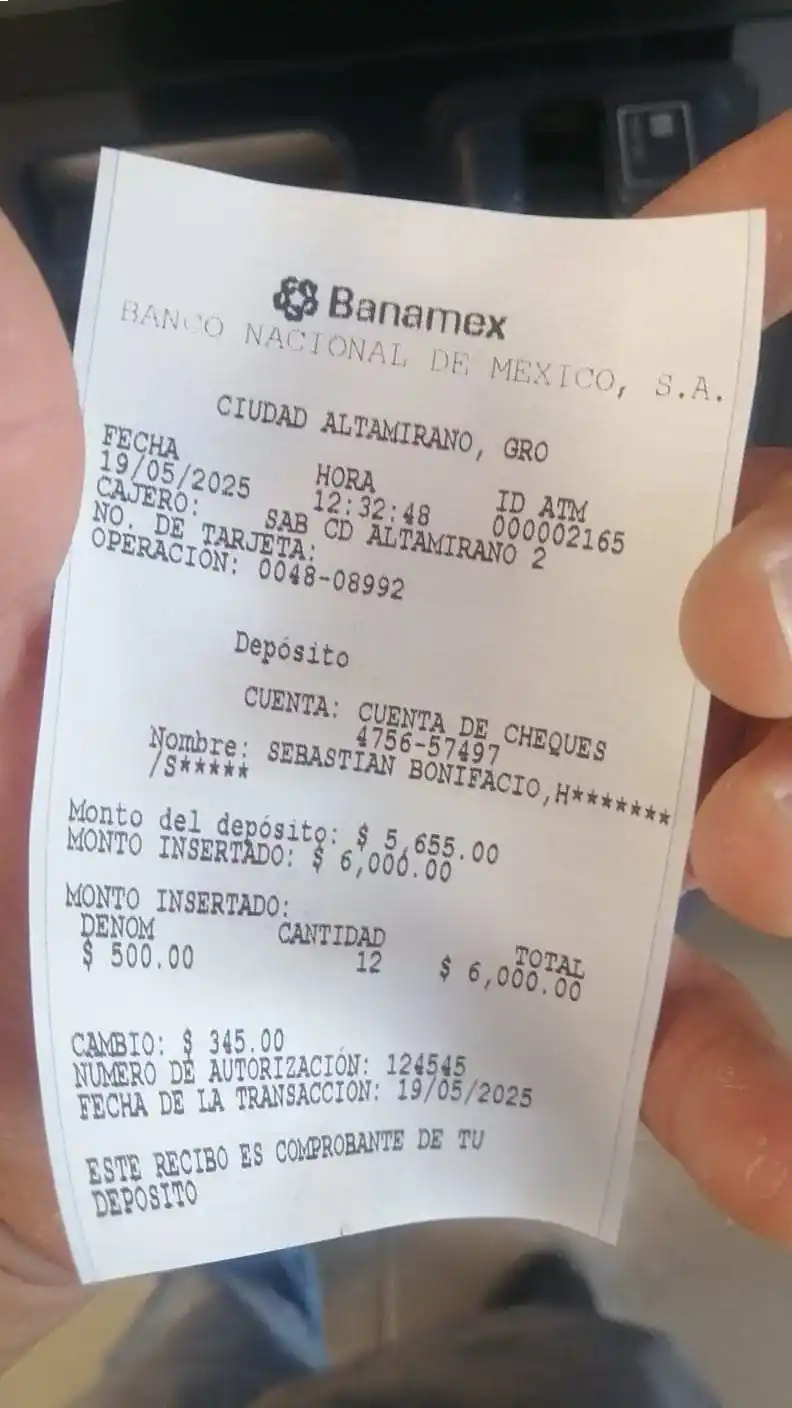 Banamex
BANCO NACIONAL DE MEXICO, S.A.
CIUDAD ALTAMIRANO, GRO
FECHA HORA ID ATM
19/05/2025 12:32:48 000002165
CAJERO: SAB CD ALTAMIRANO 2
NO. DE TARJETA:
OPERACIÓN: 0048-08992
Depósito
CUENTA: CUENTA DE CHEQUES
4756-57497
Nombre: SEBASTIAN BONIFACIO,H*******
/S*****
Monto del depósito: $ 5,655.00
MONTO INSERTADO: $ 6,000.00
MONTO INSERTADO:
DENOM CANTIDAD TOTAL
$ 500.00 12 $ 6,000.00
CAMBIO: $ 345.00
NUMERO DE AUTORIZACIÓN: 124545
FECHA DE LA TRANSACCION: 19/05/2025
ESTE RECIBO ES COMPROBANTE DE TU
DEPOSITO